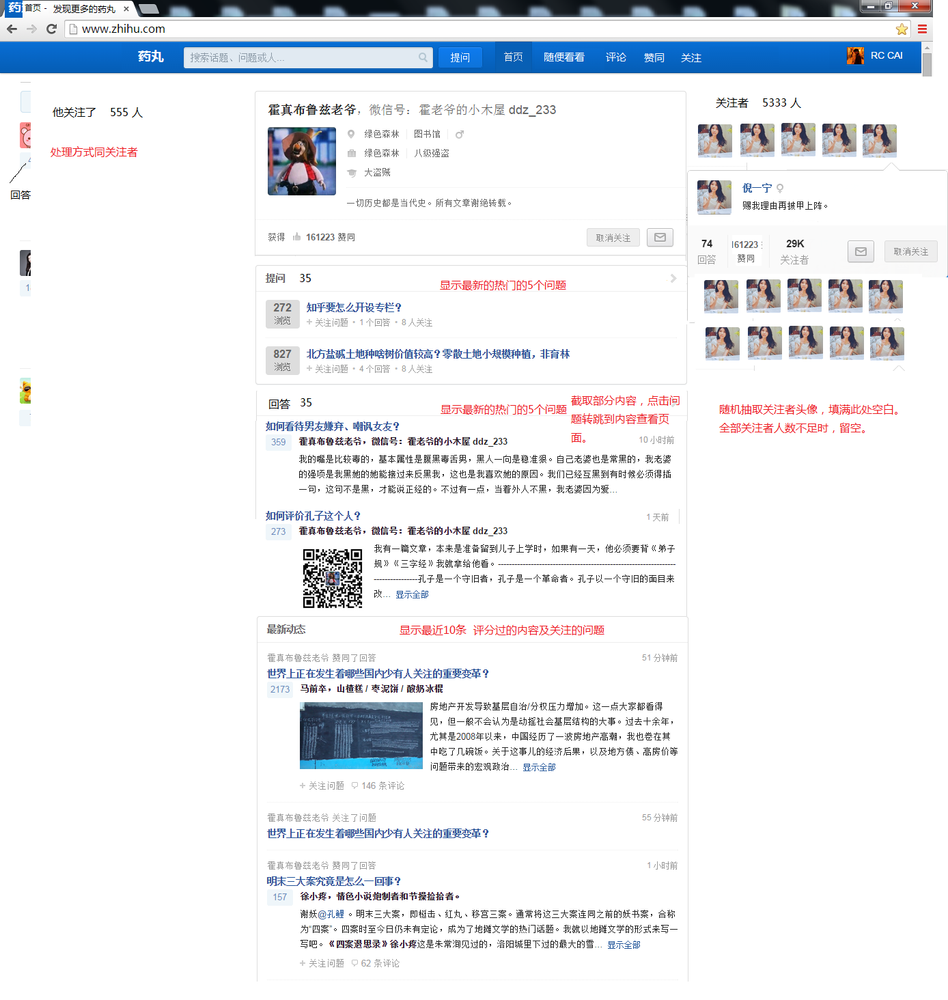 药 首页 - 发现更多的药丸
www.zhihu.com
药丸 搜索话题、问题或人... 提问 首页 随便看看 评论 赞同 关注 RC CAI
他关注了 555 人
处理方式同关注者
回答
霍真布鲁兹老爷，微信号：霍老爷的小木屋 ddz_233
绿色森林 图书馆
绿色森林 八级强盗
大盗贼
一切历史都是当代史。所有文章谢绝转载。
获得 161223 赞同 取消关注
关注者 5333 人
倪一宁
赐我理由再披甲上阵。
74 161223 29K
回答 赞同 关注者 取消关注
提问 35 显示最新的热门的5个问题
272 知乎要怎么开设专栏？
浏览 关注问题 • 1 个回答 • 8 人关注
827 北方盐碱土地种啥树价值较高？零散土地小规模种植，非育林
浏览 关注问题 • 4 个回答 • 8 人关注
回答 35 显示最新的热门的5个问题
截取部分内容，点击问
题转跳到内容查看页
面。
随机抽取关注者头像，填满此处空白。
全部关注者人数不足时，留空。
如何看待男友嫌弃、嘲讽女友？
359 霍真布鲁兹老爷，微信号：霍老爷的小木屋 ddz_233 10 小时前
我的嘴是比较毒的，基本属性是腹黑毒舌男，黑人一向是稳准狠。自己老婆也是常黑的，我老婆
的强项是我黑她的她能接过来反黑我，这也是我喜欢她的原因。我们已经互黑到有时候必须得插
一句，这句不是黑，才能说正经的。不过有一点，当着外人不黑，我老婆因为爱...
如何评价孔子这个人？ 1 天前
273 霍真布鲁兹老爷，微信号：霍老爷的小木屋 ddz_233
我有一篇文章，本来是准备留到儿子上学时，如果有一天，他必须要背《弟子
规》《三字经》我就拿给他看。-----------------------------------------------------------------
----------------孔子是一个守旧者，孔子是一个革命者。孔子以一个守旧的面目来
改... 显示全部
最新动态 显示最近10条 评分过的内容及关注的问题
霍真布鲁兹老爷 赞同了回答 51 分钟前
世界上正在发生着哪些国内少有人关注的重要变革？
2173 马前卒，山楂糕 / 枣泥饼 / 酸奶冰棍
房地产开发导致基层自治/分权压力增加。这一点大家都看得
见，但一般不会认为是动摇社会基层结构的大事。过去十余年，
尤其是2008年以来，中国经历了一波房地产高潮，我也卷在其
中吃了几碗饭。关于这事儿的经济后果，以及地方债、高房价等
问题带来的宏观政治... 显示全部
关注问题 146 条评论
霍真布鲁兹老爷 关注了问题 55 分钟前
世界上正在发生着哪些国内少有人关注的重要变革？
霍真布鲁兹老爷 赞同了回答 1 小时前
明末三大案究竟是怎么一回事？
157 徐小疼，情色小说炮制者和节操捡拾者。
谢妖@孔鲤 。明末三大案，即梃击、红丸、移宫三案。通常将这三大案连同之前的妖书案，合称
为“四案”。四案时至今日仍未有定论，成为了地摊文学的热门话题。我就以地摊文学的形式来写一
写吧。《四案退思录》徐小疼这是朱常洵见过的，洛阳城里下过的最大的雪... 显示全部
关注问题 62 条评论